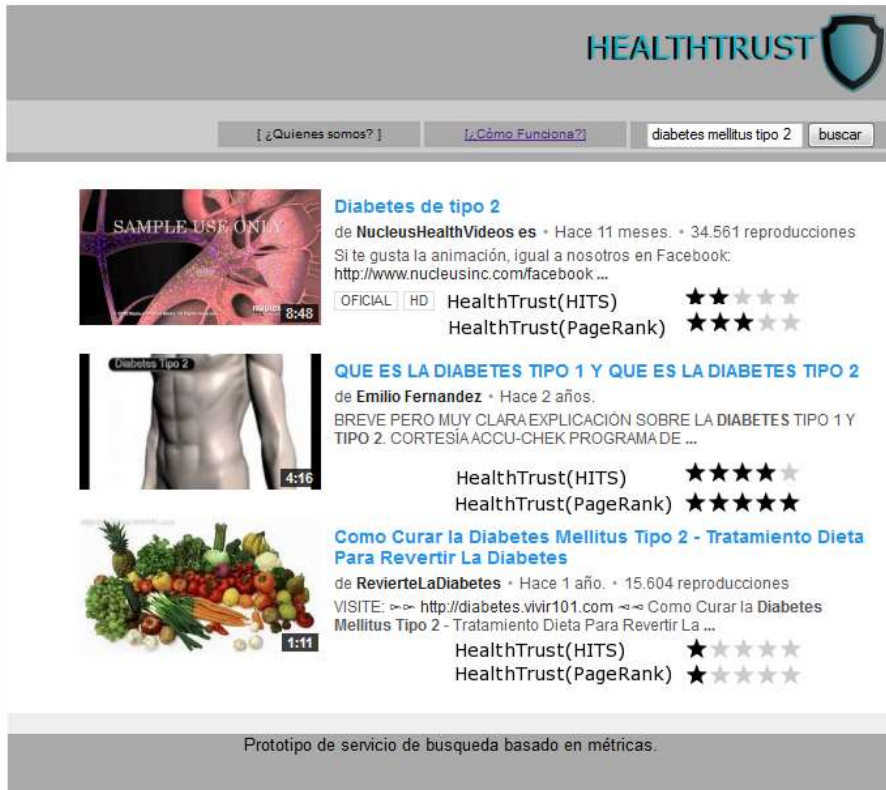 HEALTHTRUST
[ ¿Quienes somos? ]
[¿Cómo Funciona?]
diabetes mellitus tipo 2
buscar
SAMPLE USE ONLY
8:48
Diabetes de tipo 2
de NucleusHealthVideos es • Hace 11 meses. • 34.561 reproducciones
Si te gusta la animación, igual a nosotros en Facebook:
http://www.nucleusinc.com/facebook ...
OFICIAL HD HealthTrust(HITS)
HealthTrust(PageRank)
Diabetes Tipo 2
4:16
QUE ES LA DIABETES TIPO 1 Y QUE ES LA DIABETES TIPO 2
de Emilio Fernandez • Hace 2 años.
BREVE PERO MUY CLARA EXPLICACIÓN SOBRE LA DIABETES TIPO 1 Y
TIPO 2. CORTESÍA ACCU-CHEK PROGRAMA DE ...
HealthTrust(HITS)
HealthTrust(PageRank)
1:11
Como Curar la Diabetes Mellitus Tipo 2 - Tratamiento Dieta
Para Revertir La Diabetes
de RevierteLaDiabetes • Hace 1 año. • 15.604 reproducciones
VISITE: ➣➣ http://diabetes.vivir101.com ⤙⤙ Como Curar la Diabetes
Mellitus Tipo 2 - Tratamiento Dieta Para Revertir La ...
HealthTrust(HITS)
HealthTrust(PageRank)
Prototipo de servicio de busqueda basado en métricas.